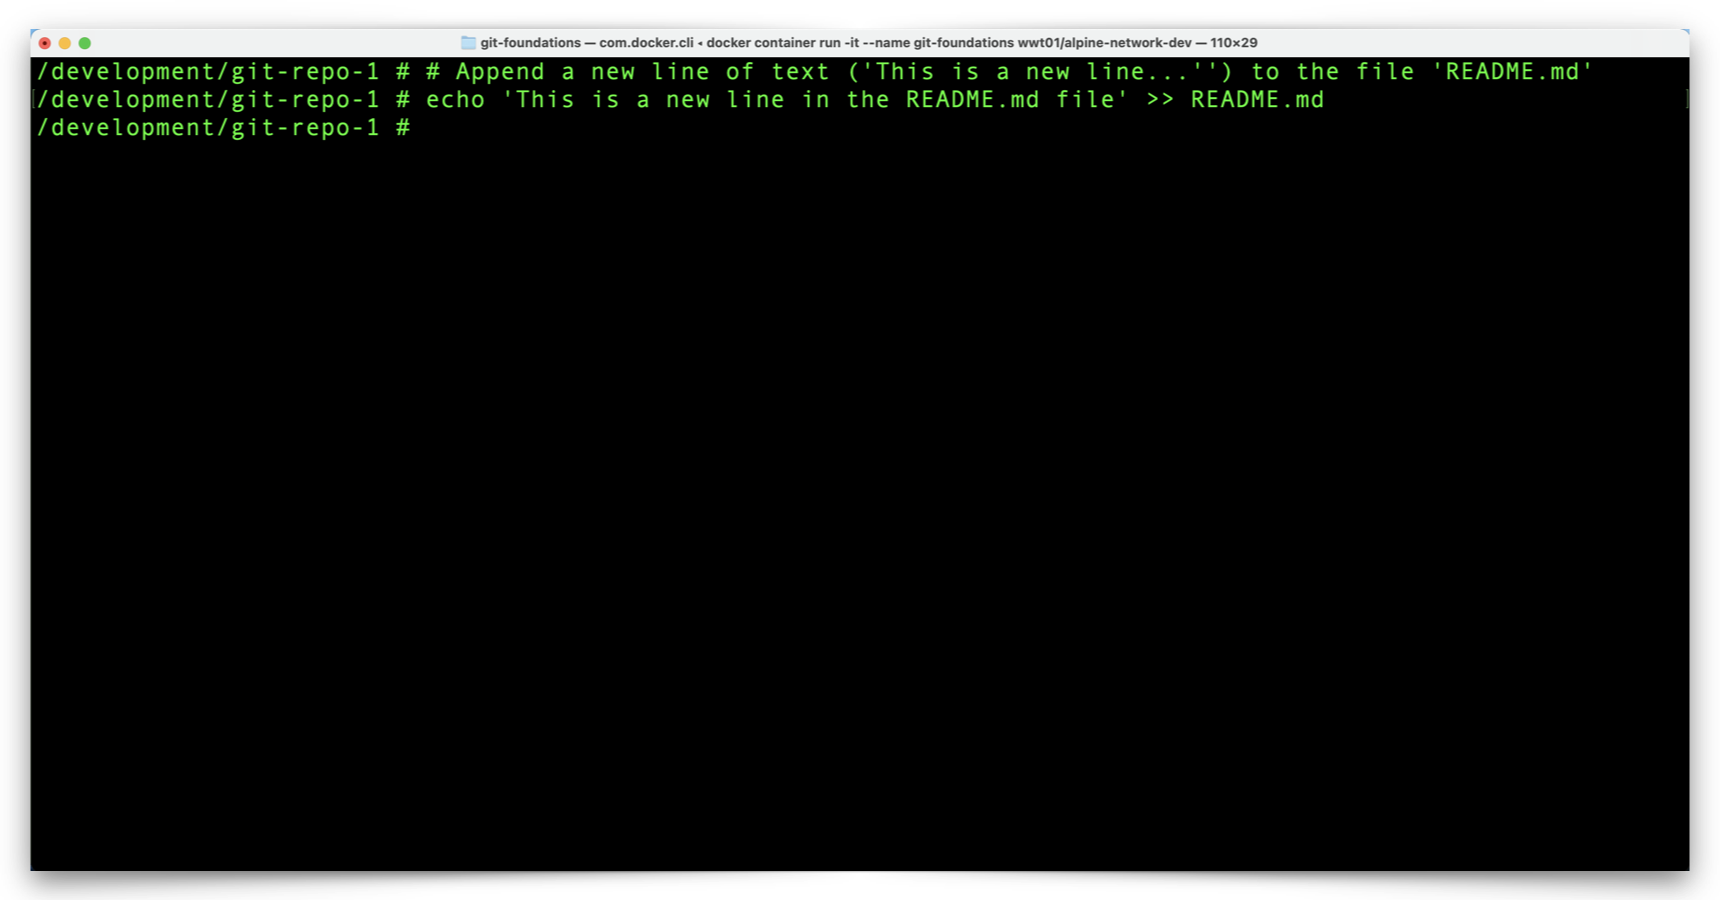 git-foundations — com.docker.cli ◂ docker container run -it --name git-foundations wwt01/alpine-network-dev — 110×29
/development/git-repo-1 # # Append a new line of text ('This is a new line...'') to the file 'README.md'
/development/git-repo-1 # echo 'This is a new line in the README.md file' >> README.md
/development/git-repo-1 #